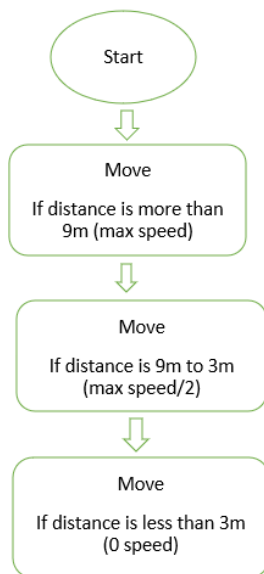 Start
Move
If distance is more than
9m (max speed)
Move
If distance is 9m to 3m
(max speed/2)
Move
If distance is less than 3m
(0 speed)